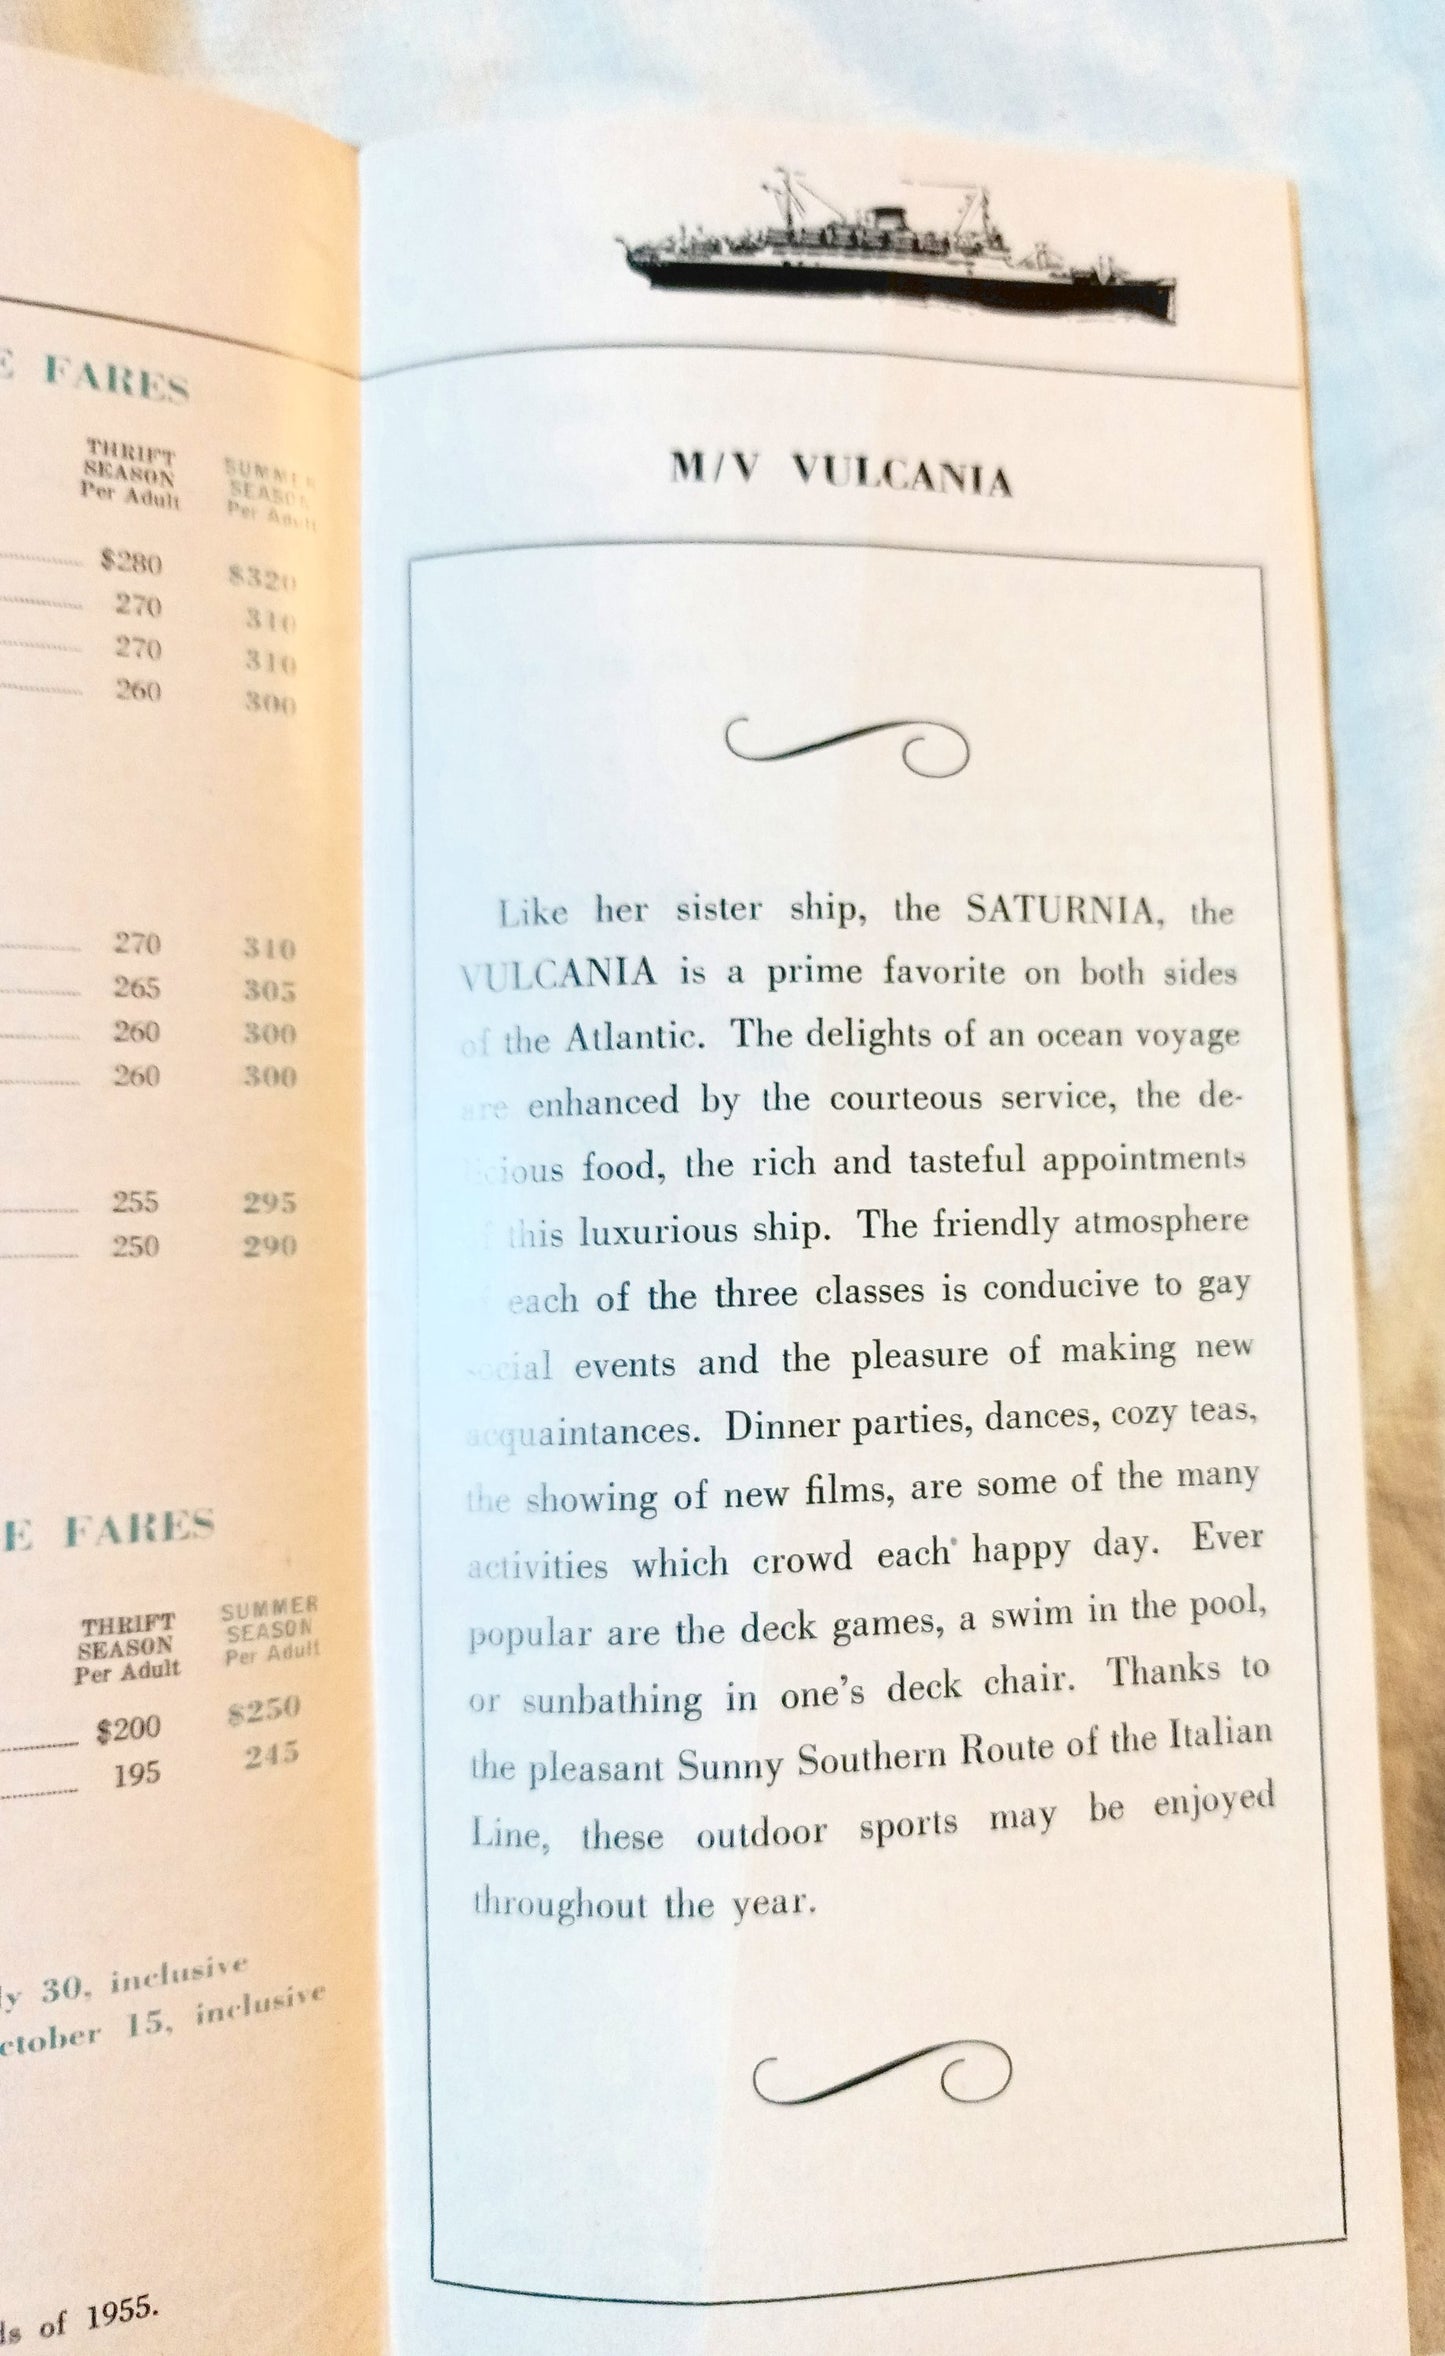 FARES
THRIFT SEASON Per Adult
SUMMER SEASON Per Adult
$280 $320
270 310
270 310
260 300
270 310
265 305
260 300
260 300
255 295
250 290
FARES
THRIFT SEASON Per Adult
SUMMER SEASON Per Adult
$200 $250
195 245
30, inclusive
15, inclusive
of 1955.
M/V VULCANIA
Like her sister ship, the SATURNIA, the
VULCANIA is a prime favorite on both sides
of the Atlantic. The delights of an ocean voyage
are enhanced by the courteous service, the de-
icious food, the rich and tasteful appointments
this luxurious ship. The friendly atmosphere
each of the three classes is conducive to gay
social events and the pleasure of making new
acquaintances. Dinner parties, dances, cozy teas,
the showing of new films, are some of the many
activities which crowd each happy day. Ever
popular are the deck games, a swim in the pool,
or sunbathing in one's deck chair. Thanks to
the pleasant Sunny Southern Route of the Italian
Line, these outdoor sports may be enjoyed
throughout the year.